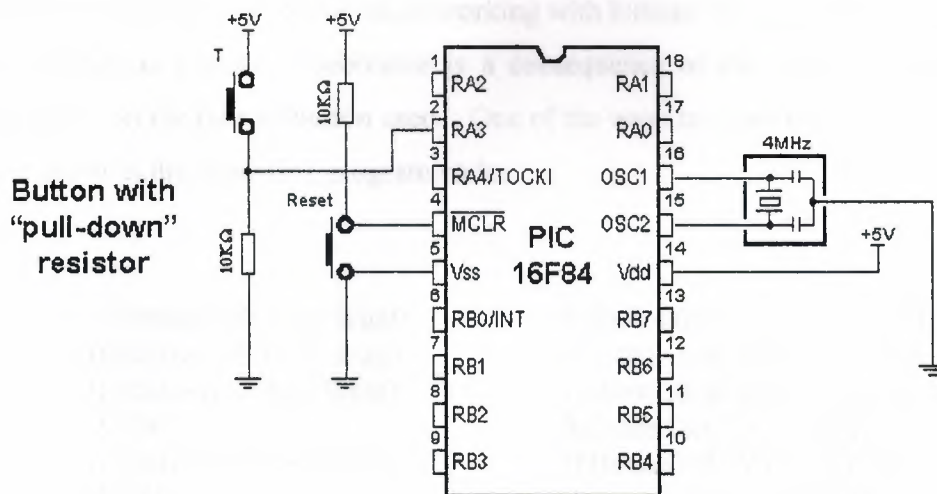 +5V
+5V
T
10KΩ
Button with
"pull-down"
resistor
10KΩ
Reset
1
RA2
2
RA3
3
RA4/TOCKI
4
MCLR
5
Vss
6
RB0/INT
7
RB1
8
RB2
9
RB3
PIC
16F84
18
RA1
17
RA0
16
OSC1
15
OSC2
14
Vdd
13
RB7
12
RB6
11
RB5
10
RB4
4MHz
+5V